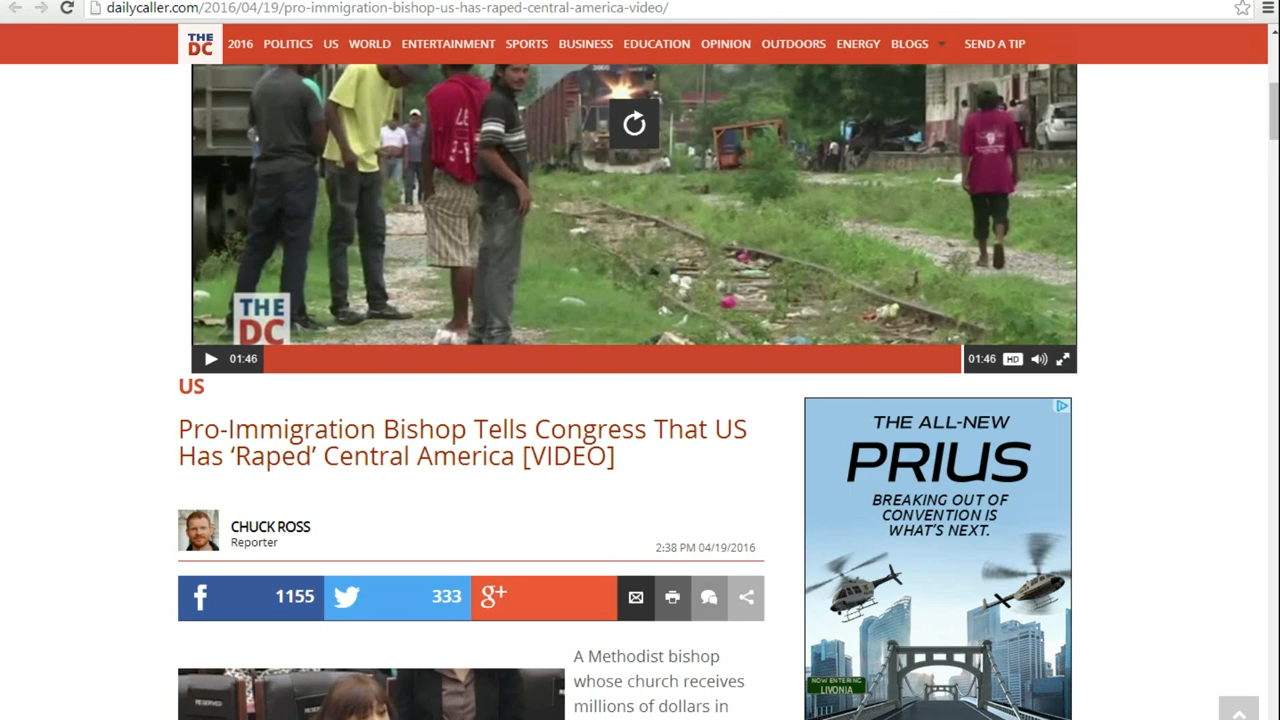 dailycaller.com/2016/04/19/pro-immigration-bishop-us-has-raped-central-america-video/
THE DC
2016 POLITICS US WORLD ENTERTAINMENT SPORTS BUSINESS EDUCATION OPINION OUTDOORS ENERGY BLOGS SEND A TIP
THE
DC
01:46
01:46 HD
US
Pro-Immigration Bishop Tells Congress That US
Has ‘Raped’ Central America [VIDEO]
CHUCK ROSS
Reporter
2:38 PM 04/19/2016
1155
333
g+
A Methodist bishop
whose church receives
millions of dollars in
RESERVED
RESERVED
THE ALL-NEW
PRIUS
BREAKING OUT OF
CONVENTION IS
WHAT'S NEXT.
NOW ENTERING
LIVONIA